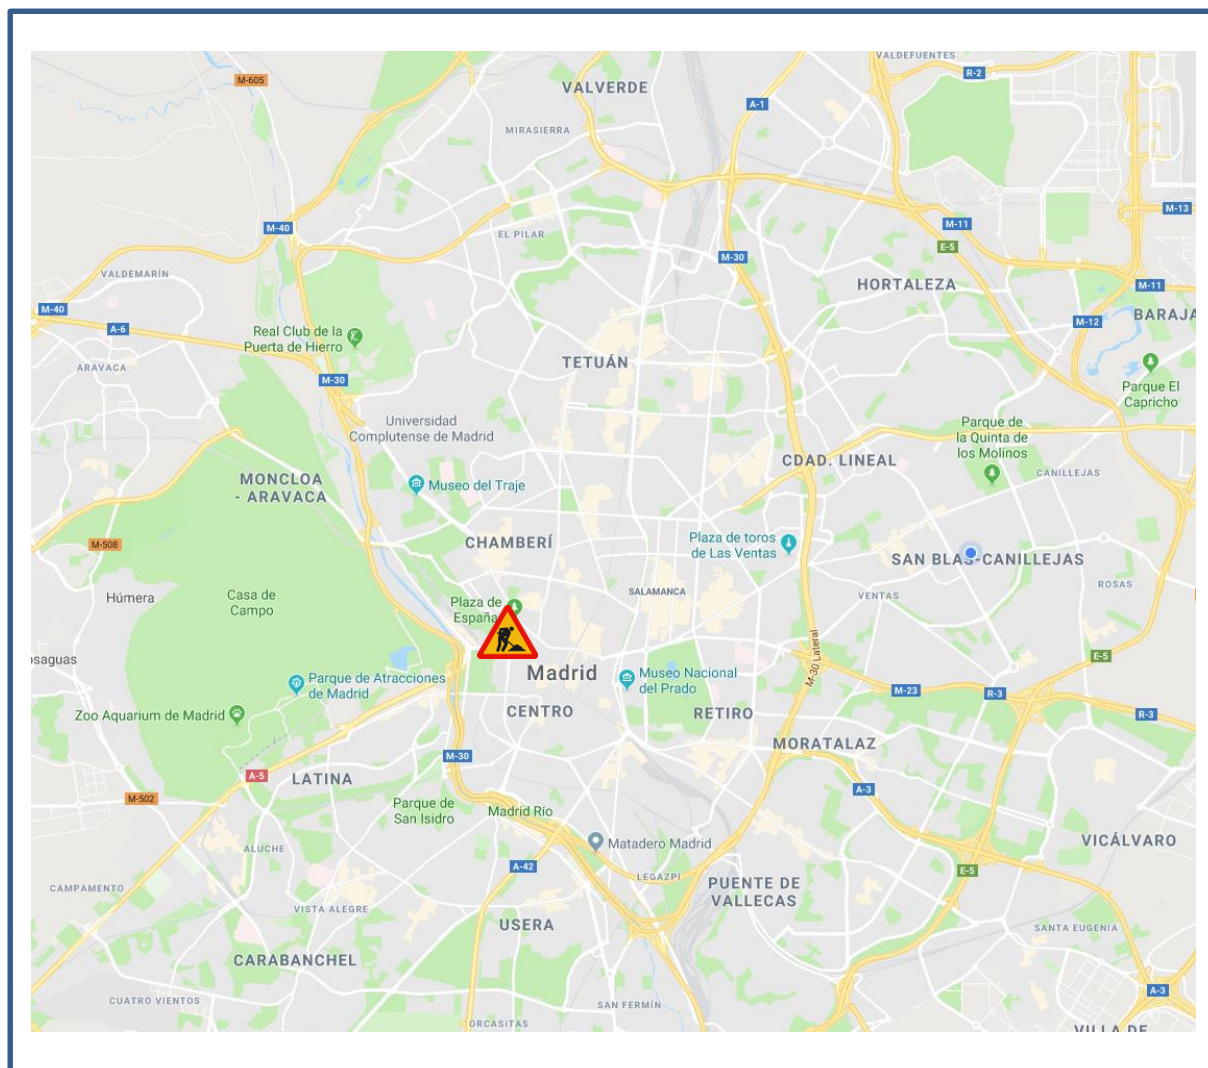 VALDEFUENTES
R-2
M-605
VALVERDE
A-1
MIRASIERRA
M-13
M-40
M-11
EL PILAR
E-5
M-30
VALDEMARÍN
HORTALEZA
M-11
M-40
BARAJA
A-6
M-12
Real Club de la
Puerta de Hierro
TETUÁN
ARAVACA
M-30
Parque El
Capricho
Universidad
Complutense de Madrid
Parque de
la Quinta de
los Molinos
CDAD. LINEAL
CANILLEJAS
MONCLOA
- ARAVACA
Museo del Traje
M-508
CHAMBERÍ
Plaza de toros
de Las Ventas
SAN BLAS-CANILLEJAS
ROSAS
Húmera
Casa de
Campo
Plaza de
España
SALAMANCA
VENTAS
osaguas
M-30 Lateral
E-5
Madrid
Museo Nacional
del Prado
Parque de Atracciones
de Madrid
M-23
R-3
Zoo Aquarium de Madrid
CENTRO
RETIRO
R-3
MORATALAZ
M-30
A-5
LATINA
A-3
M-502
Parque de
San Isidro
Madrid Río
Matadero Madrid
VICÁLVARO
ALUCHE
A-42
E-5
LEGAZPI
CAMPAMENTO
PUENTE DE
VALLECAS
VISTA ALEGRE
USERA
SANTA EUGENIA
CARABANCHEL
A-3
CUATRO VIENTOS
SAN FERMÍN
ORCASITAS
VILLA DE